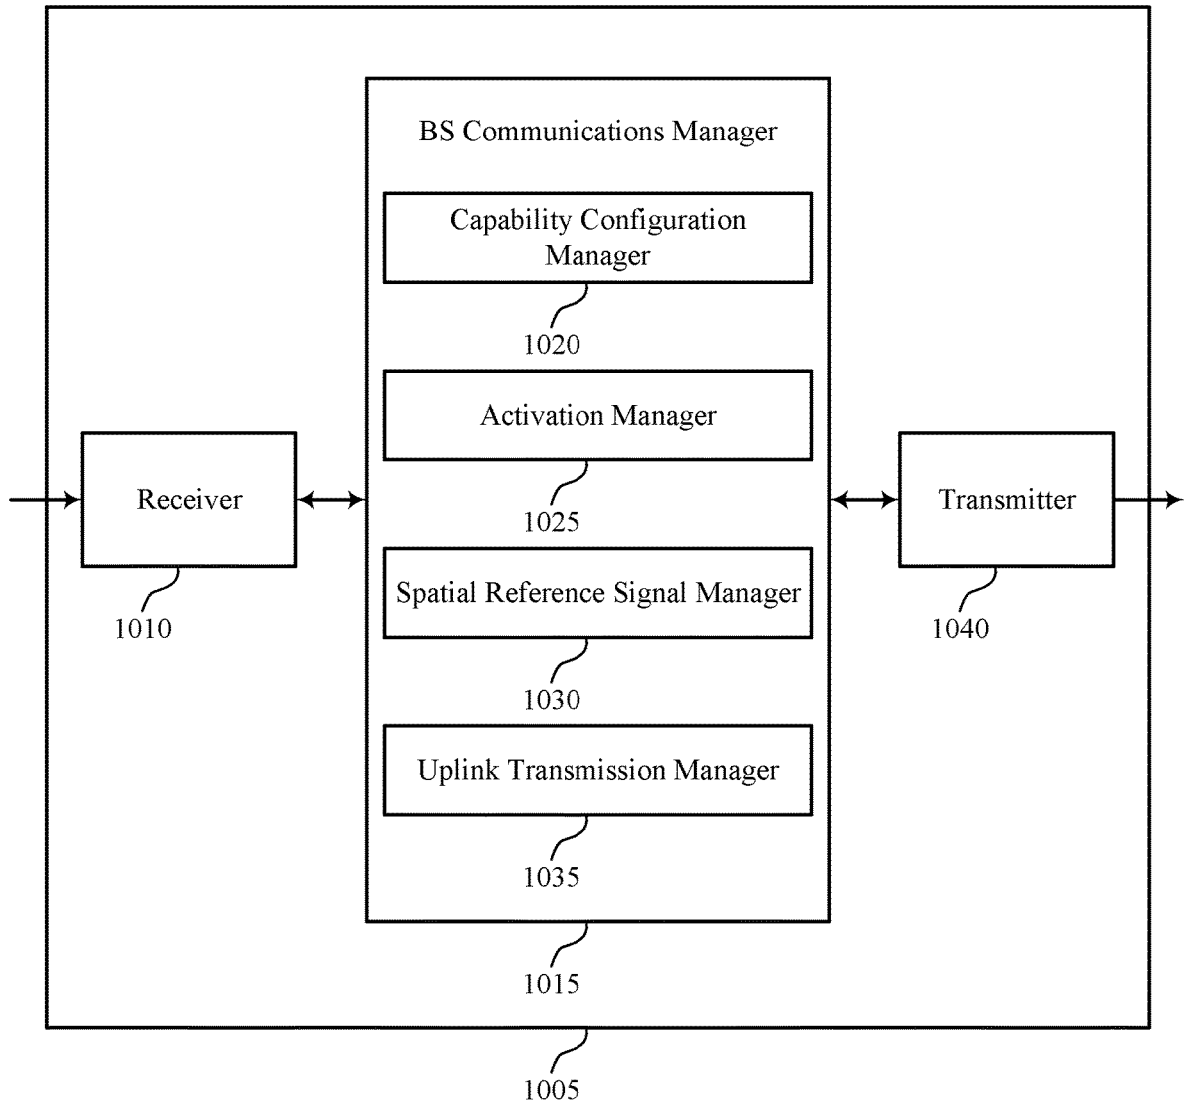 BS Communications Manager
Capability Configuration
Manager
1020
Activation Manager
1025
Receiver
1010
Transmitter
1040
Spatial Reference Signal Manager
1030
Uplink Transmission Manager
1035
1015
1005